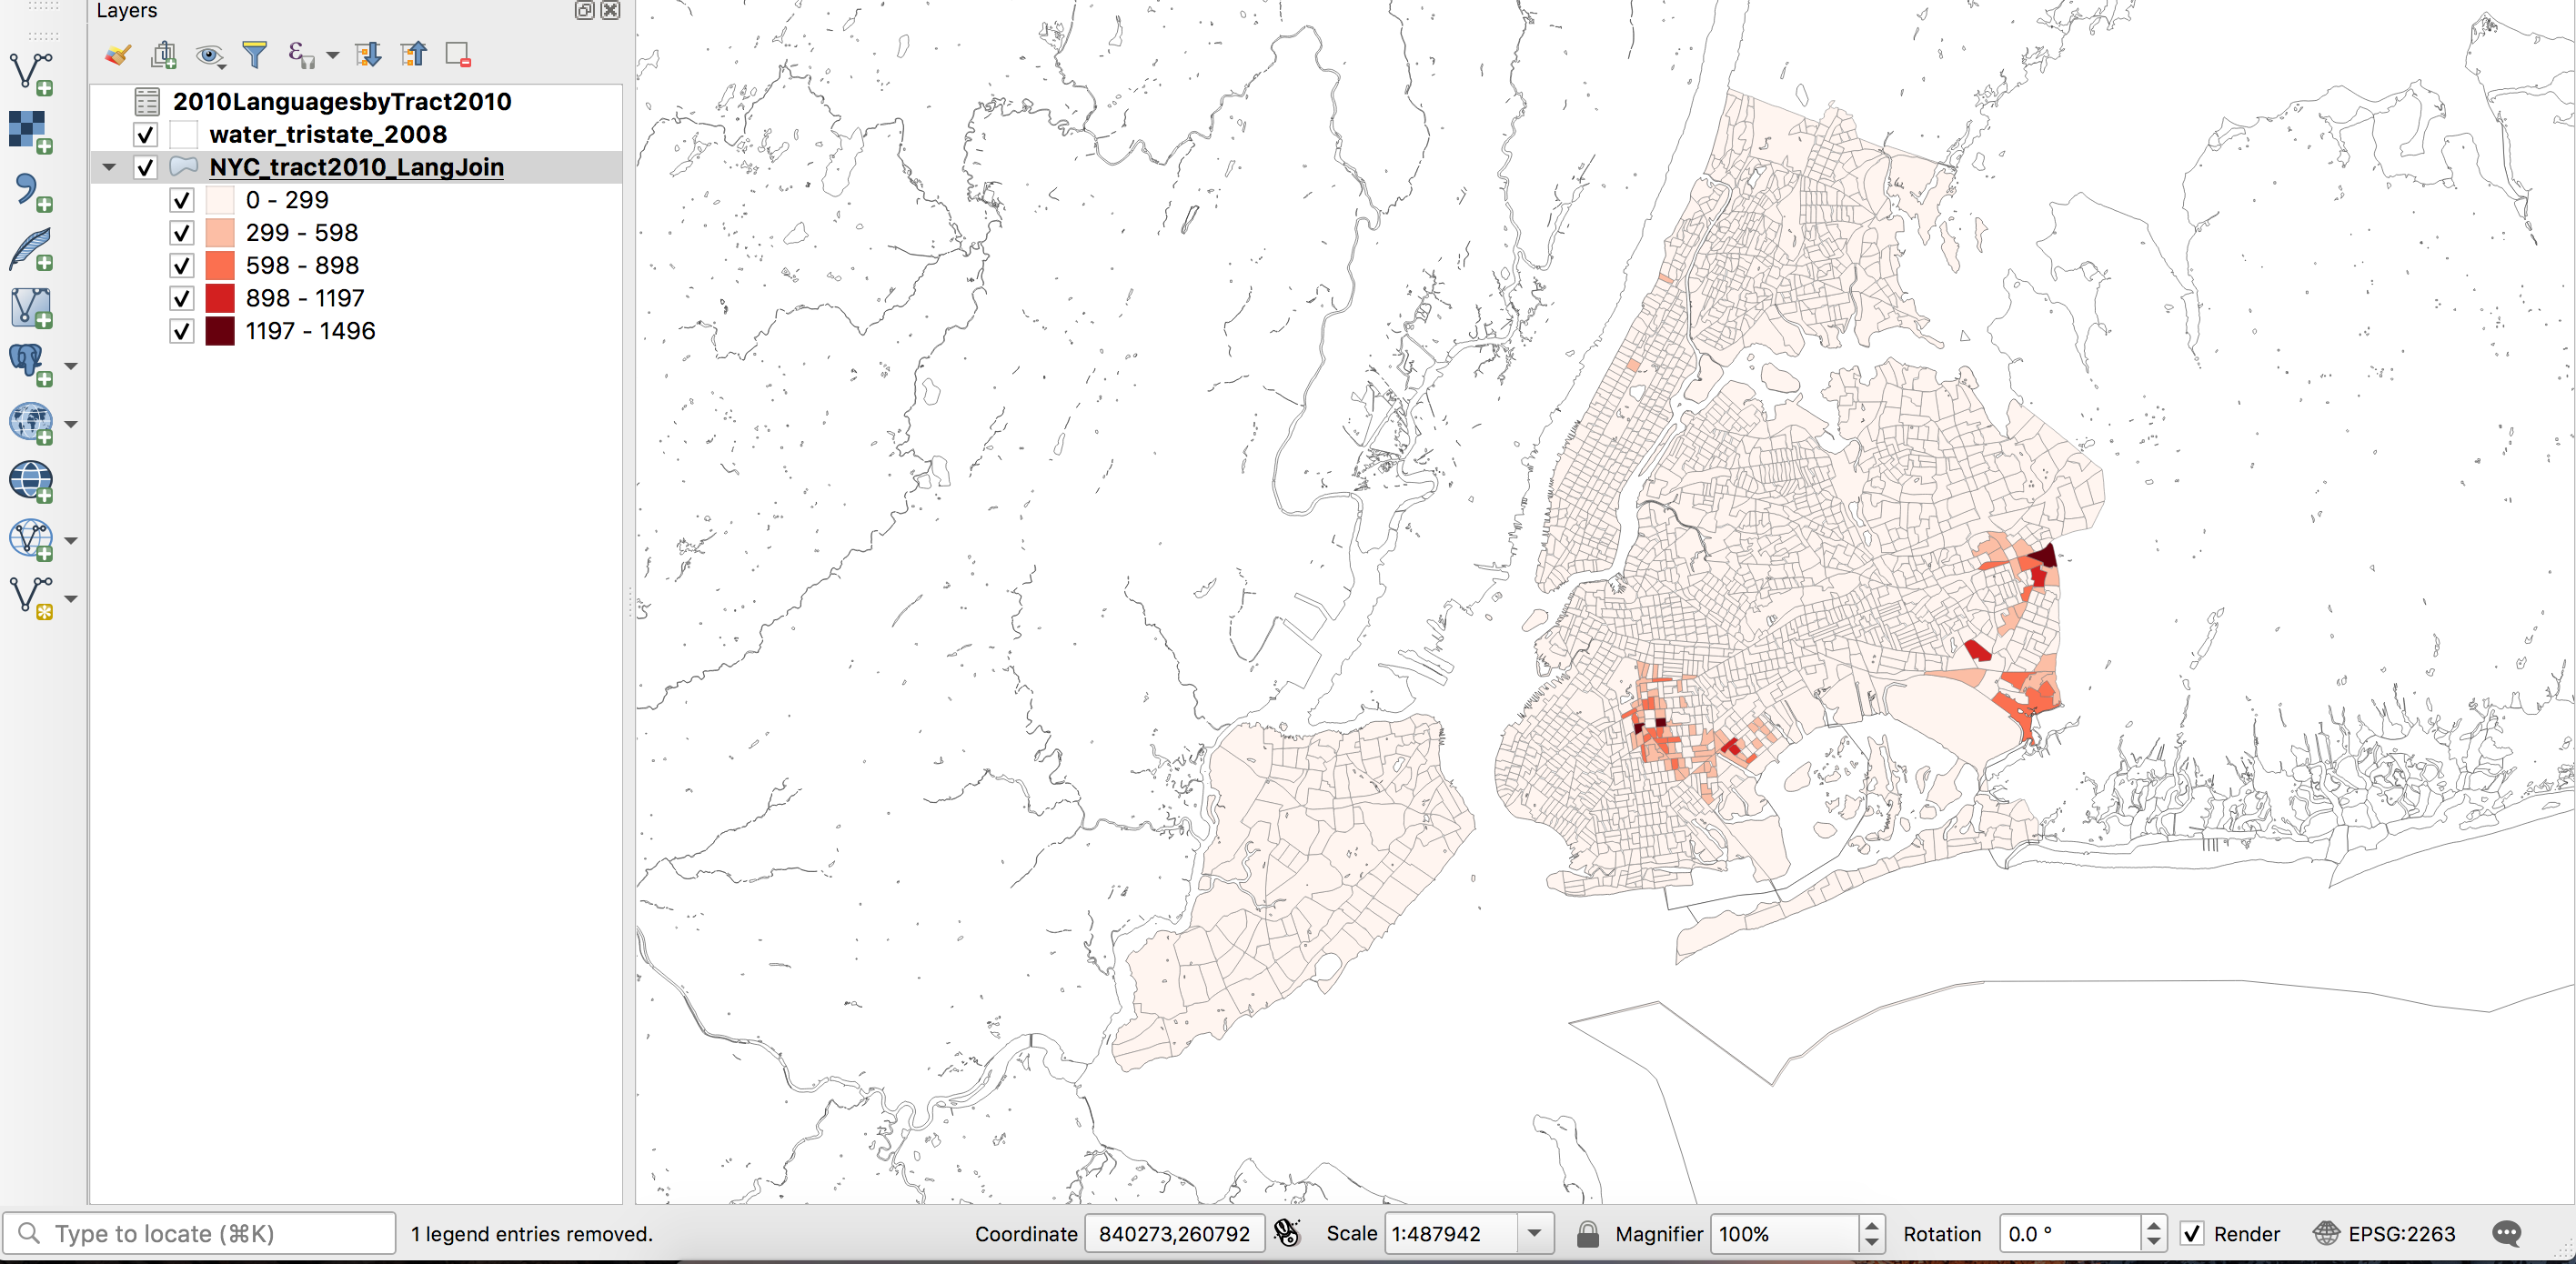 Layers
2010LanguagesbyTract2010
water_tristate_2008
NYC_tract2010_LangJoin
0 - 299
299 - 598
598 - 898
898 - 1197
1197 - 1496
Type to locate (⌘K) 1 legend entries removed. Coordinate 840273,260792 Scale 1:487942 Magnifier 100% Rotation 0.0 ° Render EPSG:2263